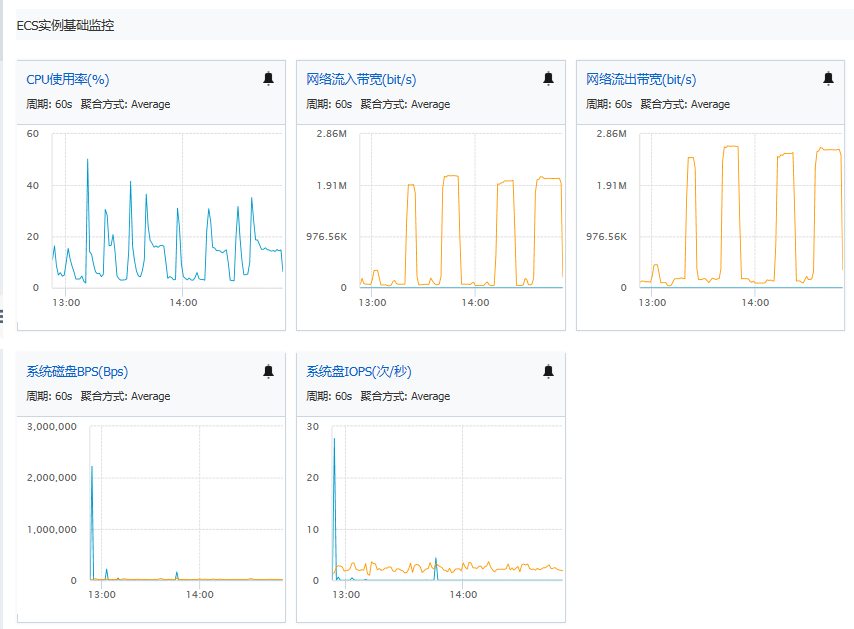 ECS实例基础监控
CPU使用率(%)
周期: 60s 聚合方式: Average
60
40
20
0
13:00 14:00
网络流入带宽(bit/s)
周期: 60s 聚合方式: Average
2.86M
1.91M
976.56K
0
13:00 14:00
网络流出带宽(bit/s)
周期: 60s 聚合方式: Average
2.86M
1.91M
976.56K
0
13:00 14:00
系统磁盘BPS(Bps)
周期: 60s 聚合方式: Average
3,000,000
2,000,000
1,000,000
0
13:00 14:00
系统盘IOPS(次/秒)
周期: 60s 聚合方式: Average
30
20
10
0
13:00 14:00